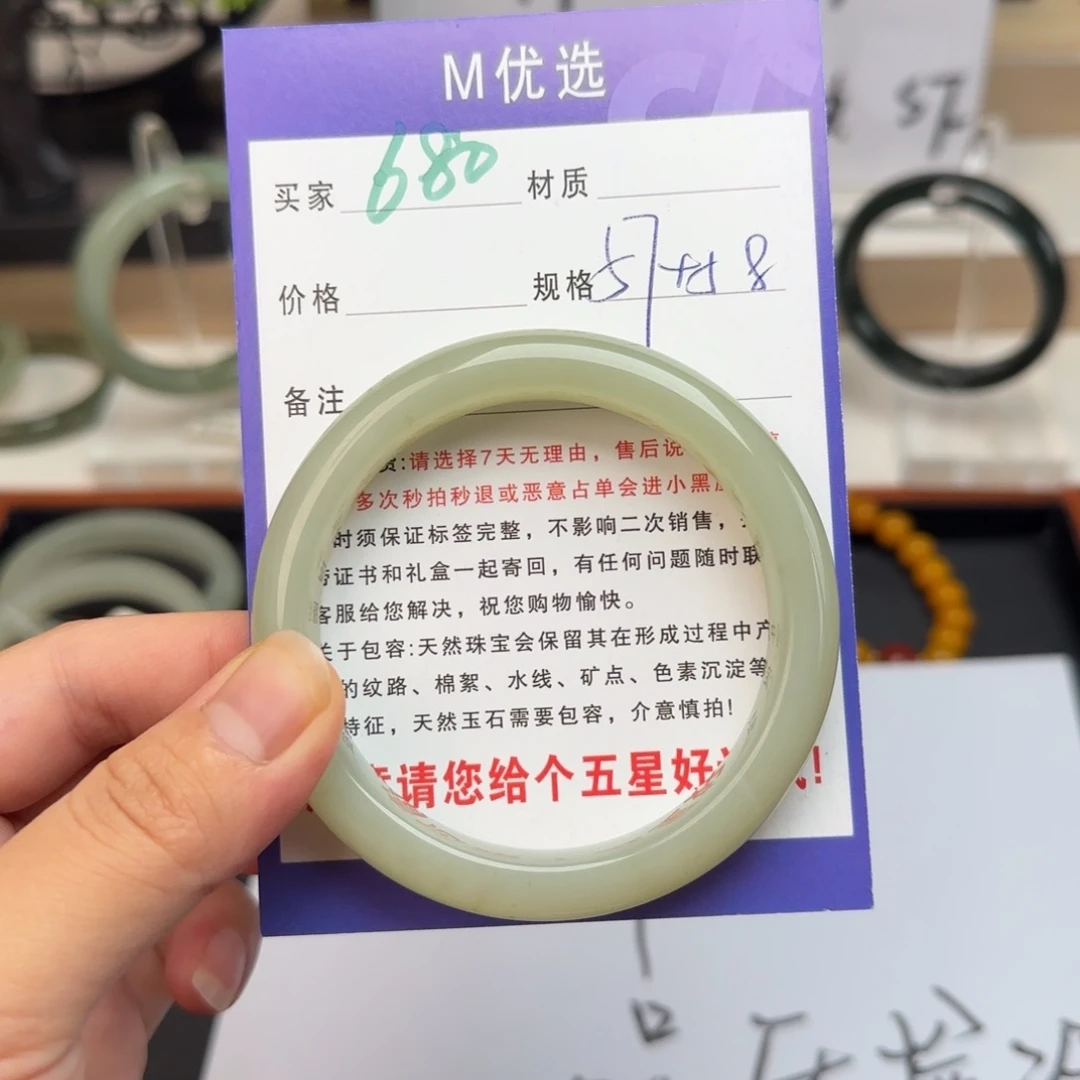 M优选
买家 680 材质
价格 规格 57 8
备注
:请选择7天无理由，售后说
多次秒拍秒退或恶意占单会进小黑
时须保证标签完整，不影响二次销售，
证书和礼盒一起寄回，有任何问题随时联
客服给您解决，祝您购物愉快。
关于包容:天然珠宝会保留其在形成过程中产
的纹路、棉絮、水线、矿点、色素沉淀等
特征，天然玉石需要包容，介意慎拍!
请您给个五星好 !